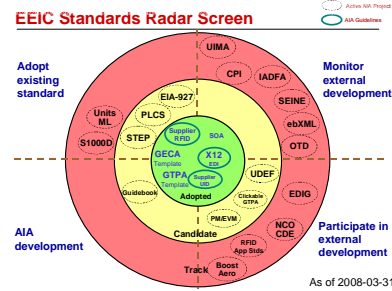 EEIC Standards Radar Screen
Active AIA Project
AIA Guidelines
Adopt
existing
standard
Monitor
external
development
UIMA
CPI
IADFA
EIA-927
SEINE
Units
ML
PLCS
ebXML
S1000D
STEP
Supplier
RFID
SOA
OTD
GECA
Template
X12
EDI
GTPA
Template
Supplier
UID
UDEF
Guidebook
Adopted
Clickable
GTPA
EDIG
PM/EVM
NCO
CDE
AIA
development
Candidate
Participate in
external
development
RFID
App Stds
Track
Boost
Aero
As of 2008-03-31